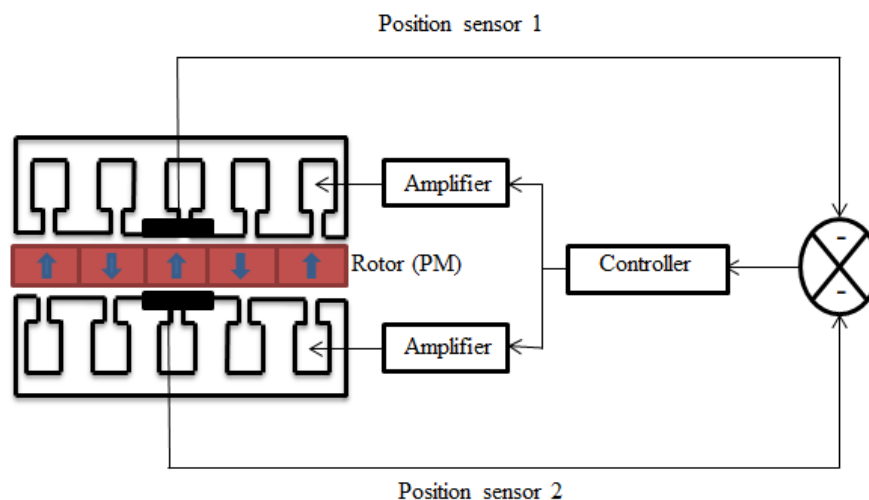 Position sensor 1
Amplifier
Rotor (PM)
Controller
-
-
Amplifier
Position sensor 2